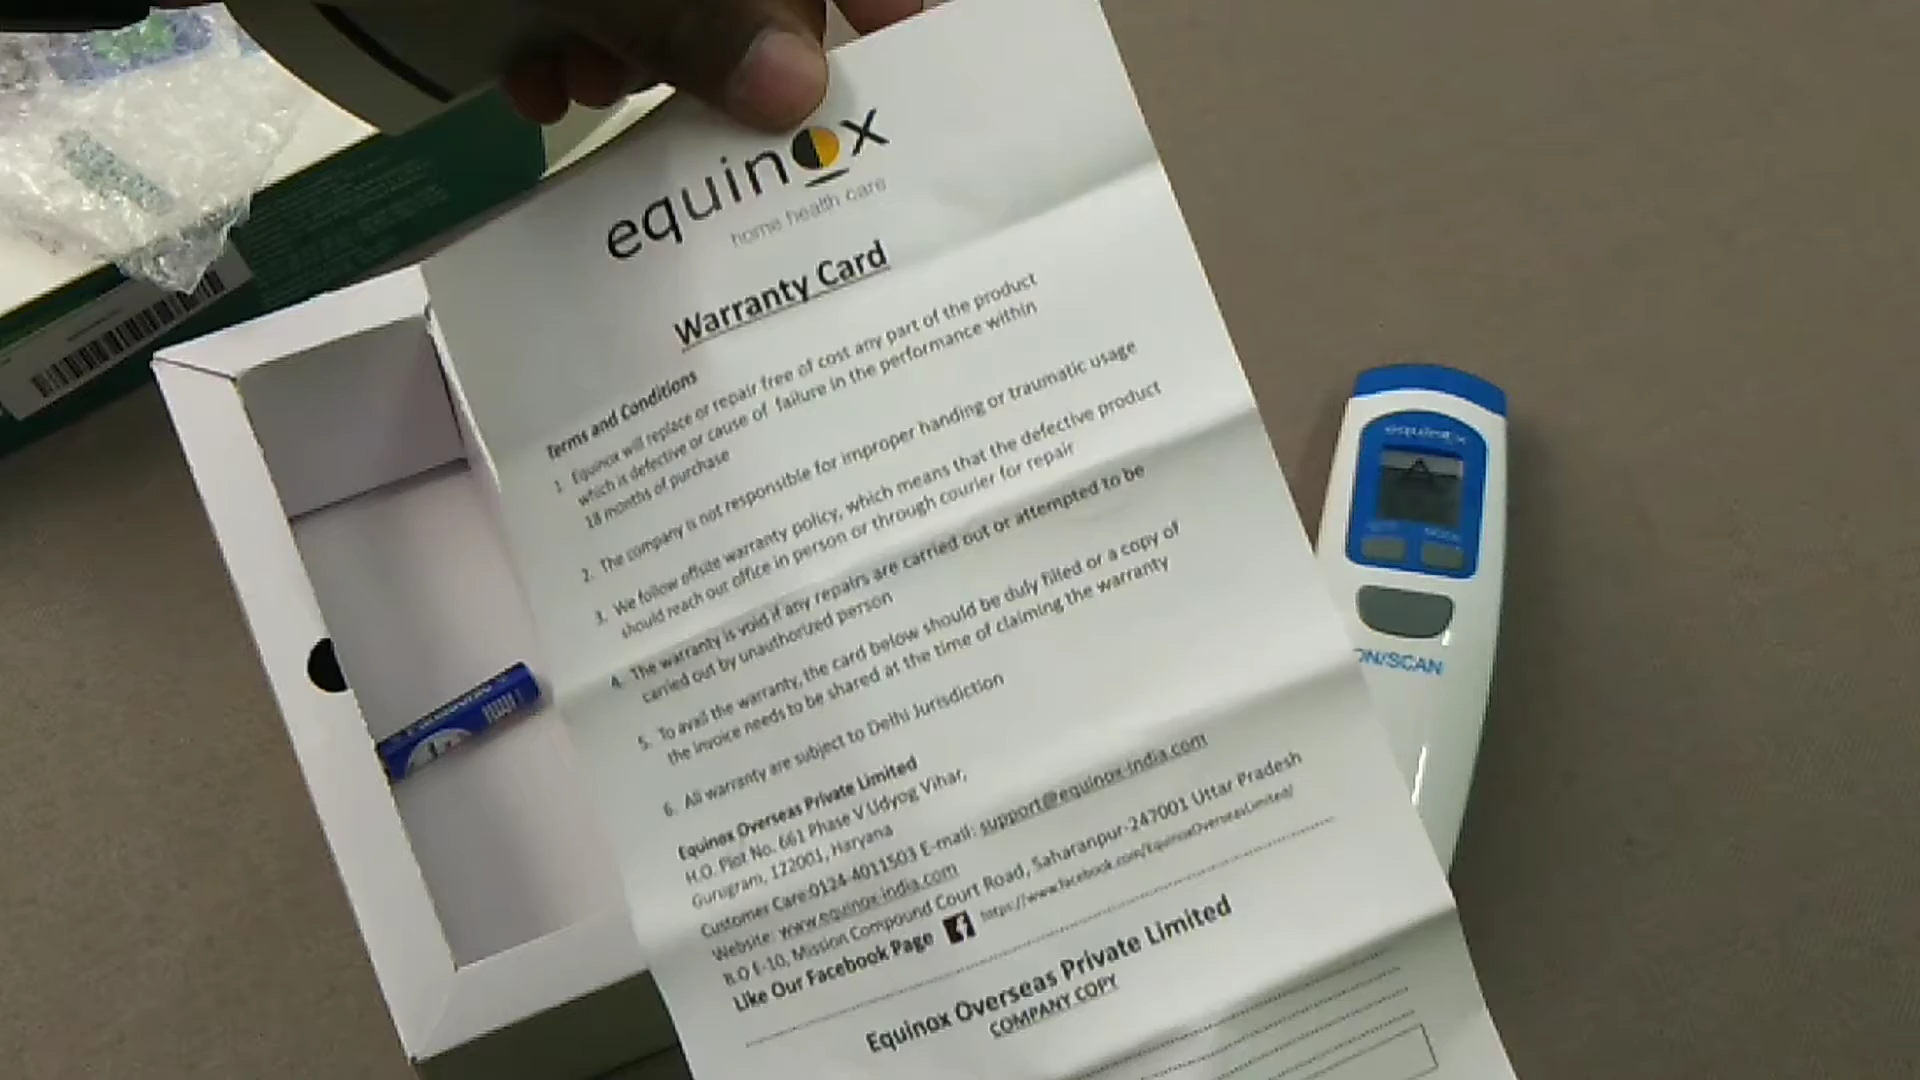 equinox
home health care
Warranty Card
Terms and Conditions
1. Equinox will replace or repair free of cost any part of the product
which is defective or cause of failure in the performance within
18 months of purchase
2. The company is not responsible for improper handing or traumatic usage
3. We follow offsite warranty policy, which means that the defective product
should reach our office in person or through courier for repair
4. The warranty is void if any repairs are carried out or attempted to be
carried out by unauthorized person
5. To avail the warranty, the card below should be duly filled or a copy of
the invoice needs to be shared at the time of claiming the warranty
6. All warranty are subject to Delhi Jurisdiction
Equinox Overseas Private Limited
H.O. Plot No. 661 Phase V Udyog Vihar,
Gurugram, 122001, Haryana
Customer Care:0124-4011503 E-mail: support@equinox-india.com
Website: www.equinox-india.com
B.O E-10, Mission Compound Court Road, Saharanpur-247001 Uttar Pradesh
Like Our Facebook Page f https://www.facebook.com/EquinoxOverseasLimited/
Equinox Overseas Private Limited
COMPANY COPY
equinox
MODE
ON/SCAN